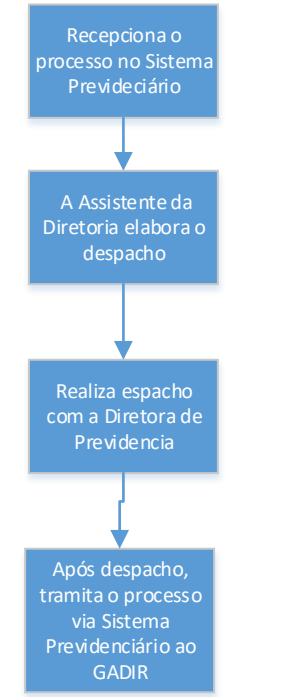 Recepciona o
processo no Sistema
Prevideciário
A Assistente da
Diretoria elabora o
despacho
Realiza espacho
com a Diretora de
Previdencia
Após despacho,
tramita o processo
via Sistema
Previdenciário ao
GADIR